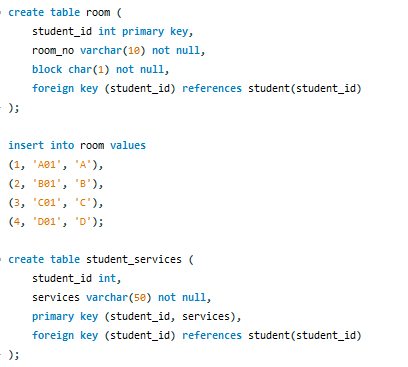 create table room (
    student_id int primary key,
    room_no varchar(10) not null,
    block char(1) not null,
    foreign key (student_id) references student(student_id)
);
insert into room values
(1, 'A01', 'A'),
(2, 'B01', 'B'),
(3, 'C01', 'C'),
(4, 'D01', 'D');
create table student_services (
    student_id int,
    services varchar(50) not null,
    primary key (student_id, services),
    foreign key (student_id) references student(student_id)
);